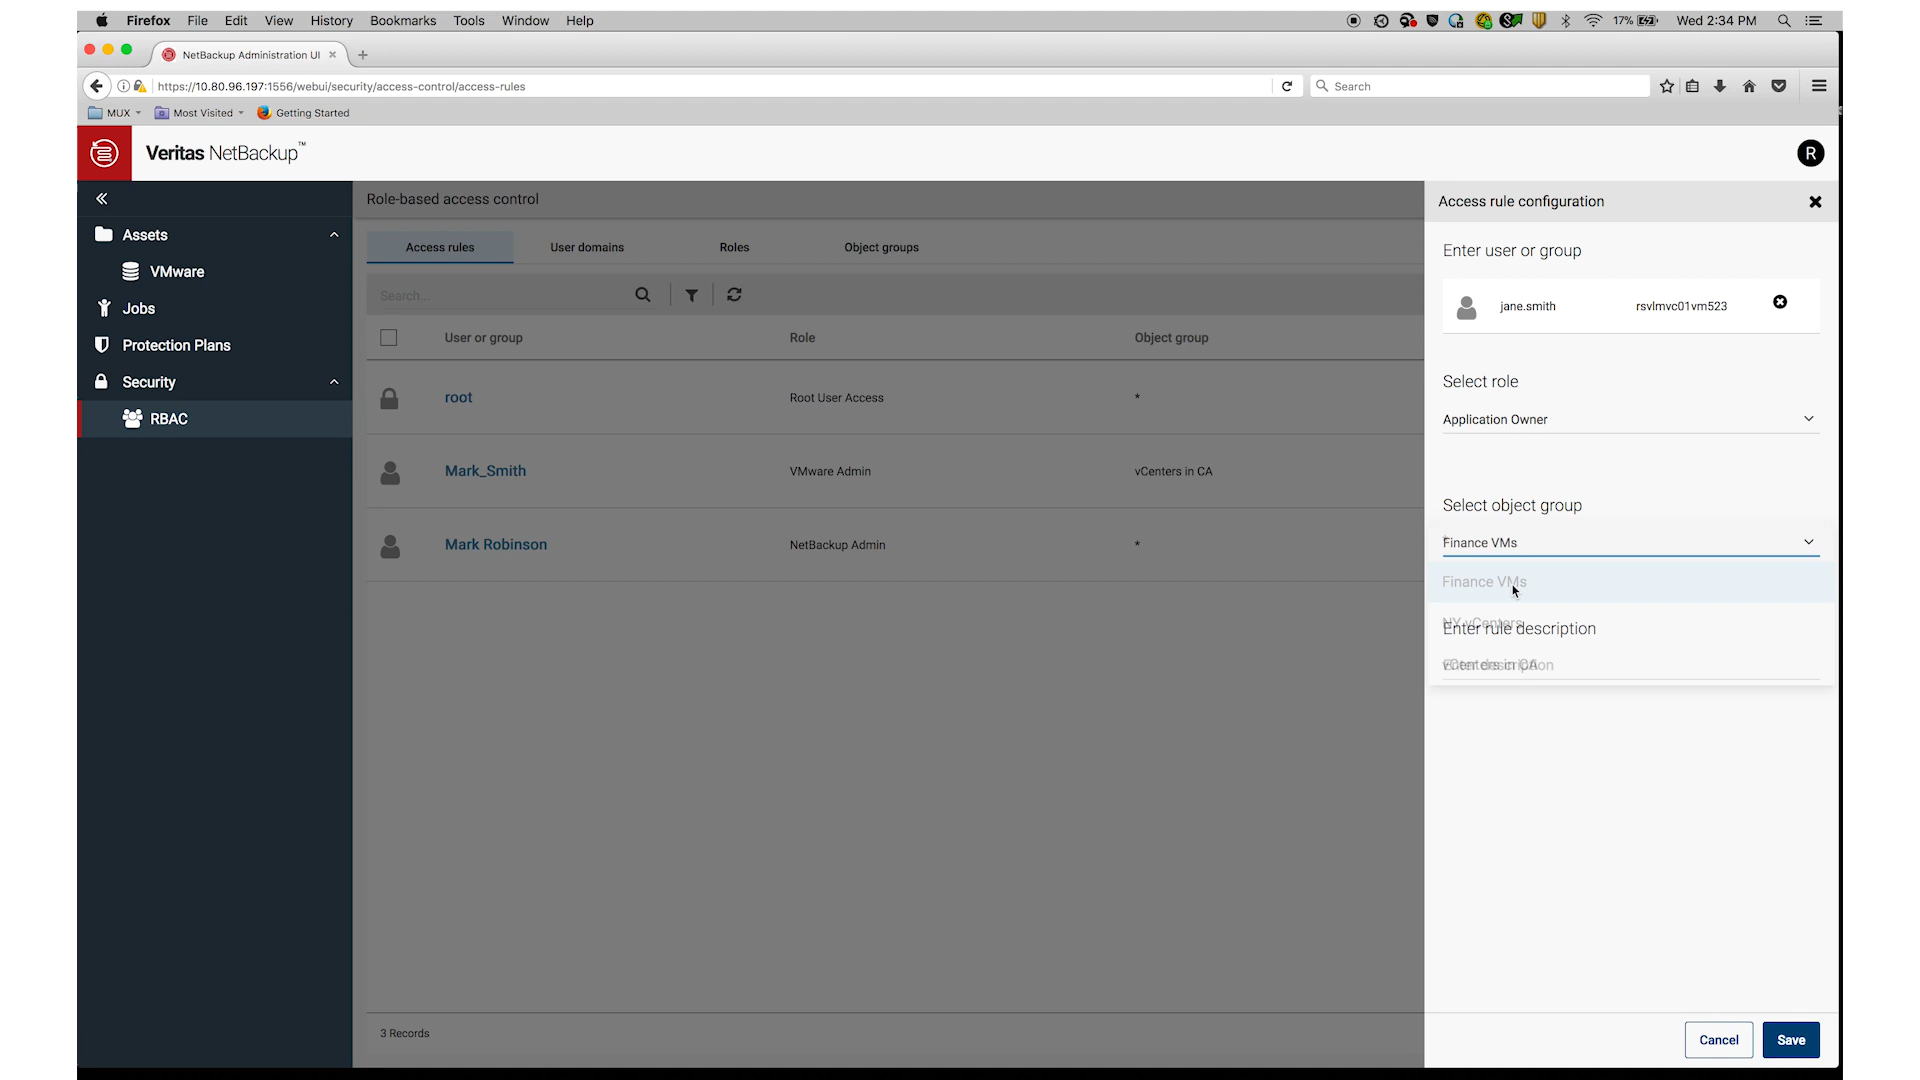 Firefox File Edit View History Bookmarks Tools Window Help 17% Wed 2:34 PM
NetBackup Administration UI
https://10.80.96.197:1556/webui/security/access-control/access-rules Search
MUX Most Visited Getting Started
Veritas NetBackup™ R
Role-based access control
Access rule configuration
Assets
VMware
Jobs
Protection Plans
Security
RBAC
Access rules User domains Roles Object groups
Search...
User or group Role Object group
root Root User Access *
Mark_Smith VMware Admin vCenters in CA
Mark Robinson NetBackup Admin *
3 Records
Enter user or group
jane.smith rsvlmvc01vm523
Select role
Application Owner
Select object group
Finance VMs
Finance VMs
NY vCenters
Enter rule description
vCenters in CA
Enter description
Cancel Save